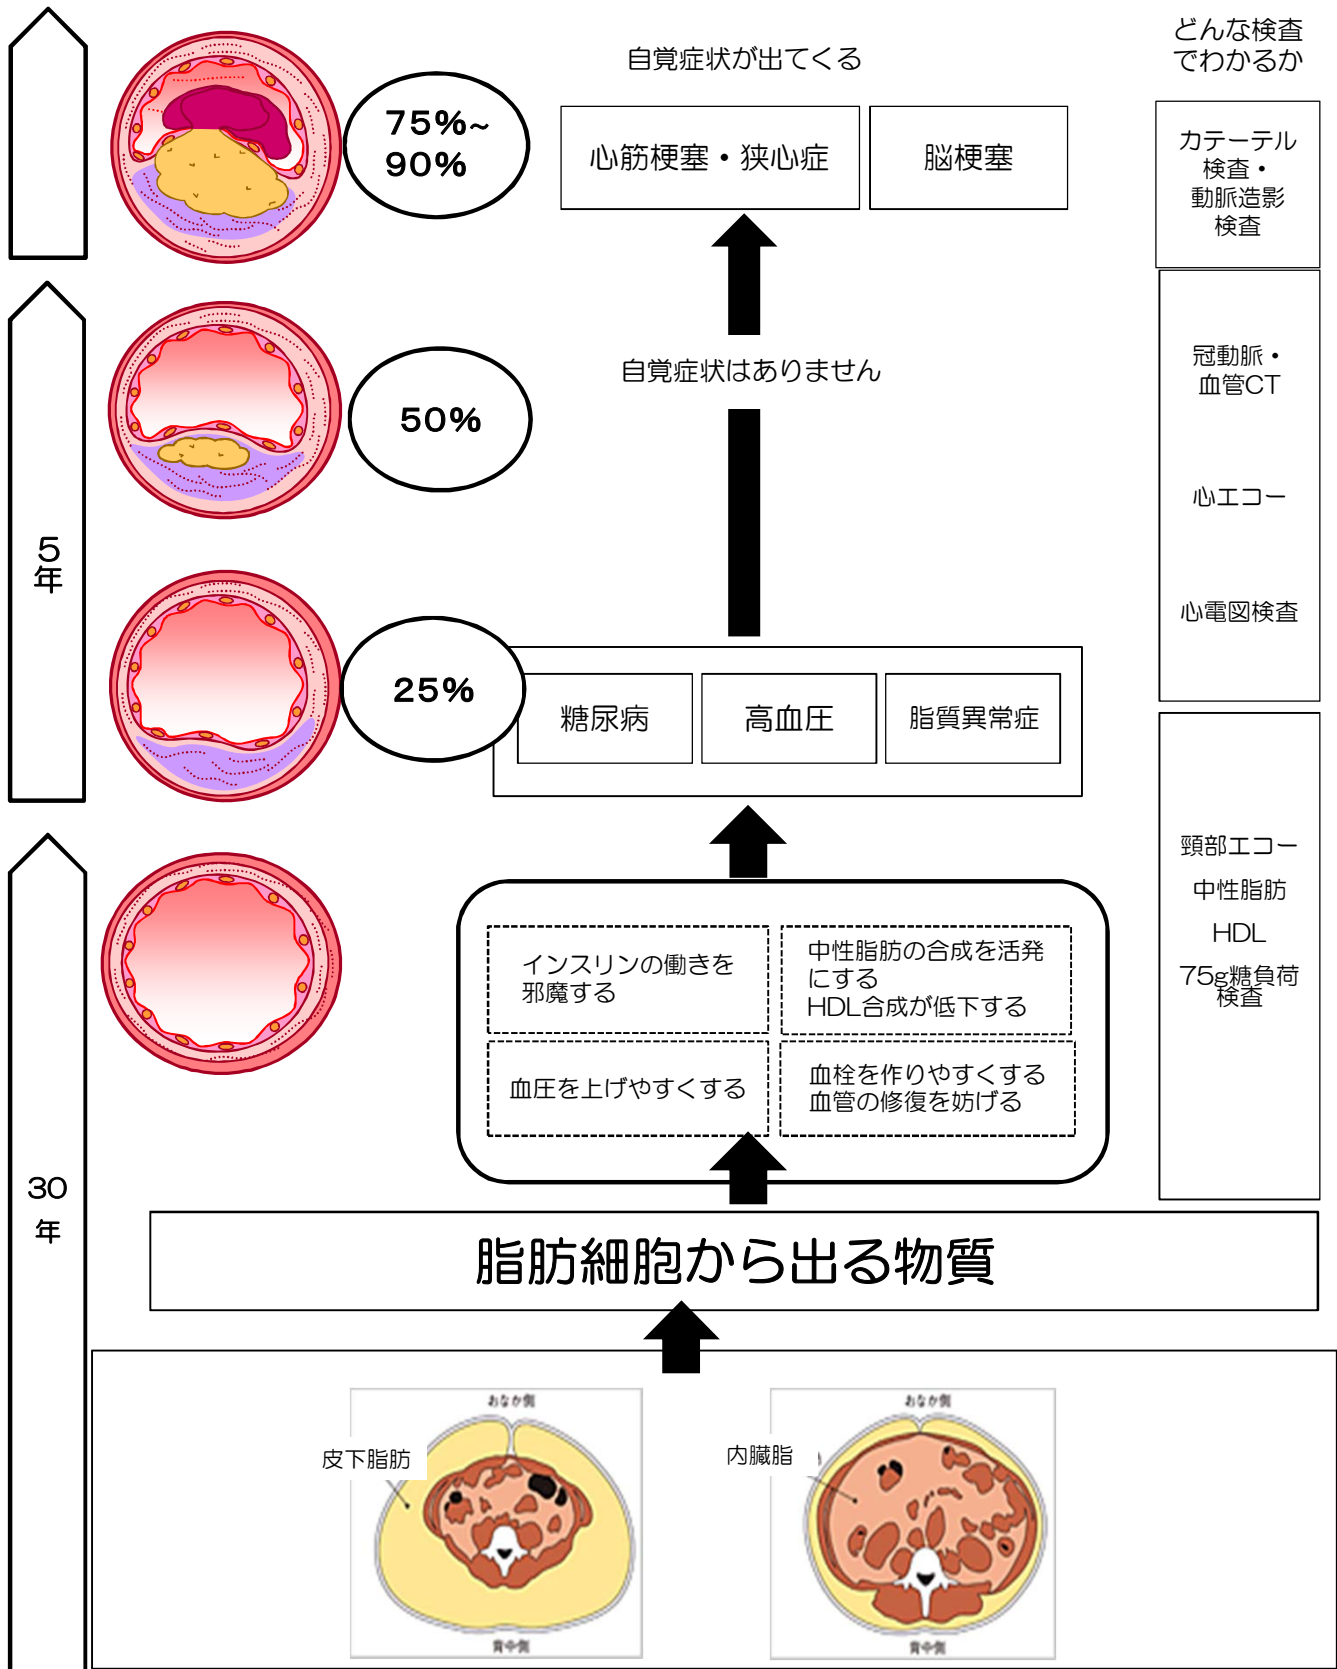 どんな検査
でわかるか
自覚症状が出てくる
75%~
90%
心筋梗塞・狭心症
脳梗塞
カテーテル
検査・
動脈造影
検査
自覚症状はありません
50%
冠動脈・
血管CT
心エコー
心電図検査
5
年
25%
糖尿病
高血圧
脂質異常症
頸部エコー
中性脂肪
HDL
75g糖負荷
検査
インスリンの働きを
邪魔する
中性脂肪の合成を活発
にする
HDL合成が低下する
血圧を上げやすくする
血栓を作りやすくする
血管の修復を妨げる
30
年
脂肪細胞から出る物質
おなか側
皮下脂肪
背中側
おなか側
内臓脂
背中側